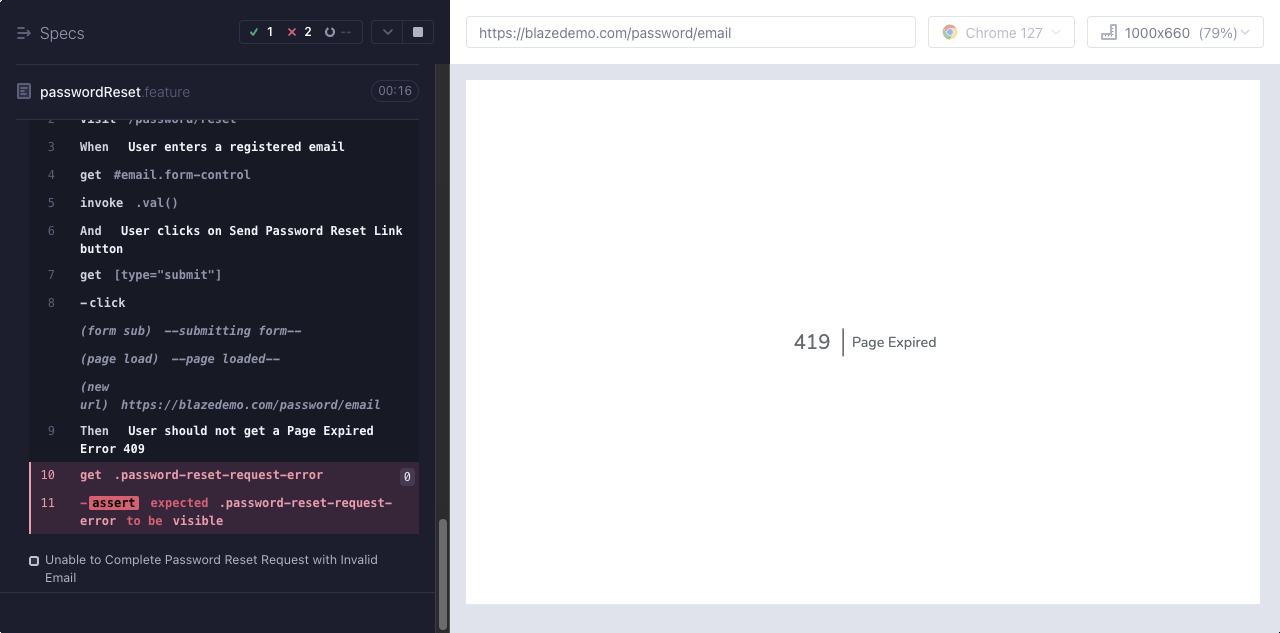 Specs
1 2 --
passwordReset.feature 00:16
2 visit /password/reset
3 When User enters a registered email
4 get #email.form-control
5 invoke .val()
6 And User clicks on Send Password Reset Link
button
7 get [type="submit"]
8 -click
(form sub) --submitting form--
(page load) --page loaded--
(new
url) https://blazedemo.com/password/email
9 Then User should not get a Page Expired
Error 409
10 get .password-reset-request-error 0
11 -assert expected .password-reset-request-
error to be visible
Unable to Complete Password Reset Request with Invalid
Email
https://blazedemo.com/password/email
Chrome 127
1000x660 (79%)
419 Page Expired